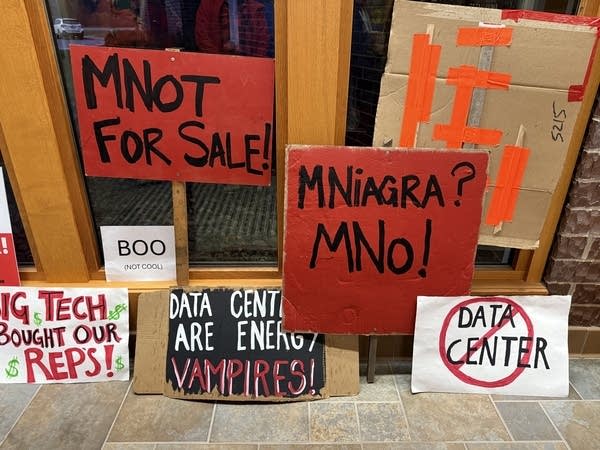 MNOT
FOR SALE!
MNiAGRA?
MNO!
5215
BOO
(NOT COOL)
BIG TECH
BOUGHT OUR
REPS!
DATA CENT
ARE ENERGY
VAMPIRES!
DATA
CENTER